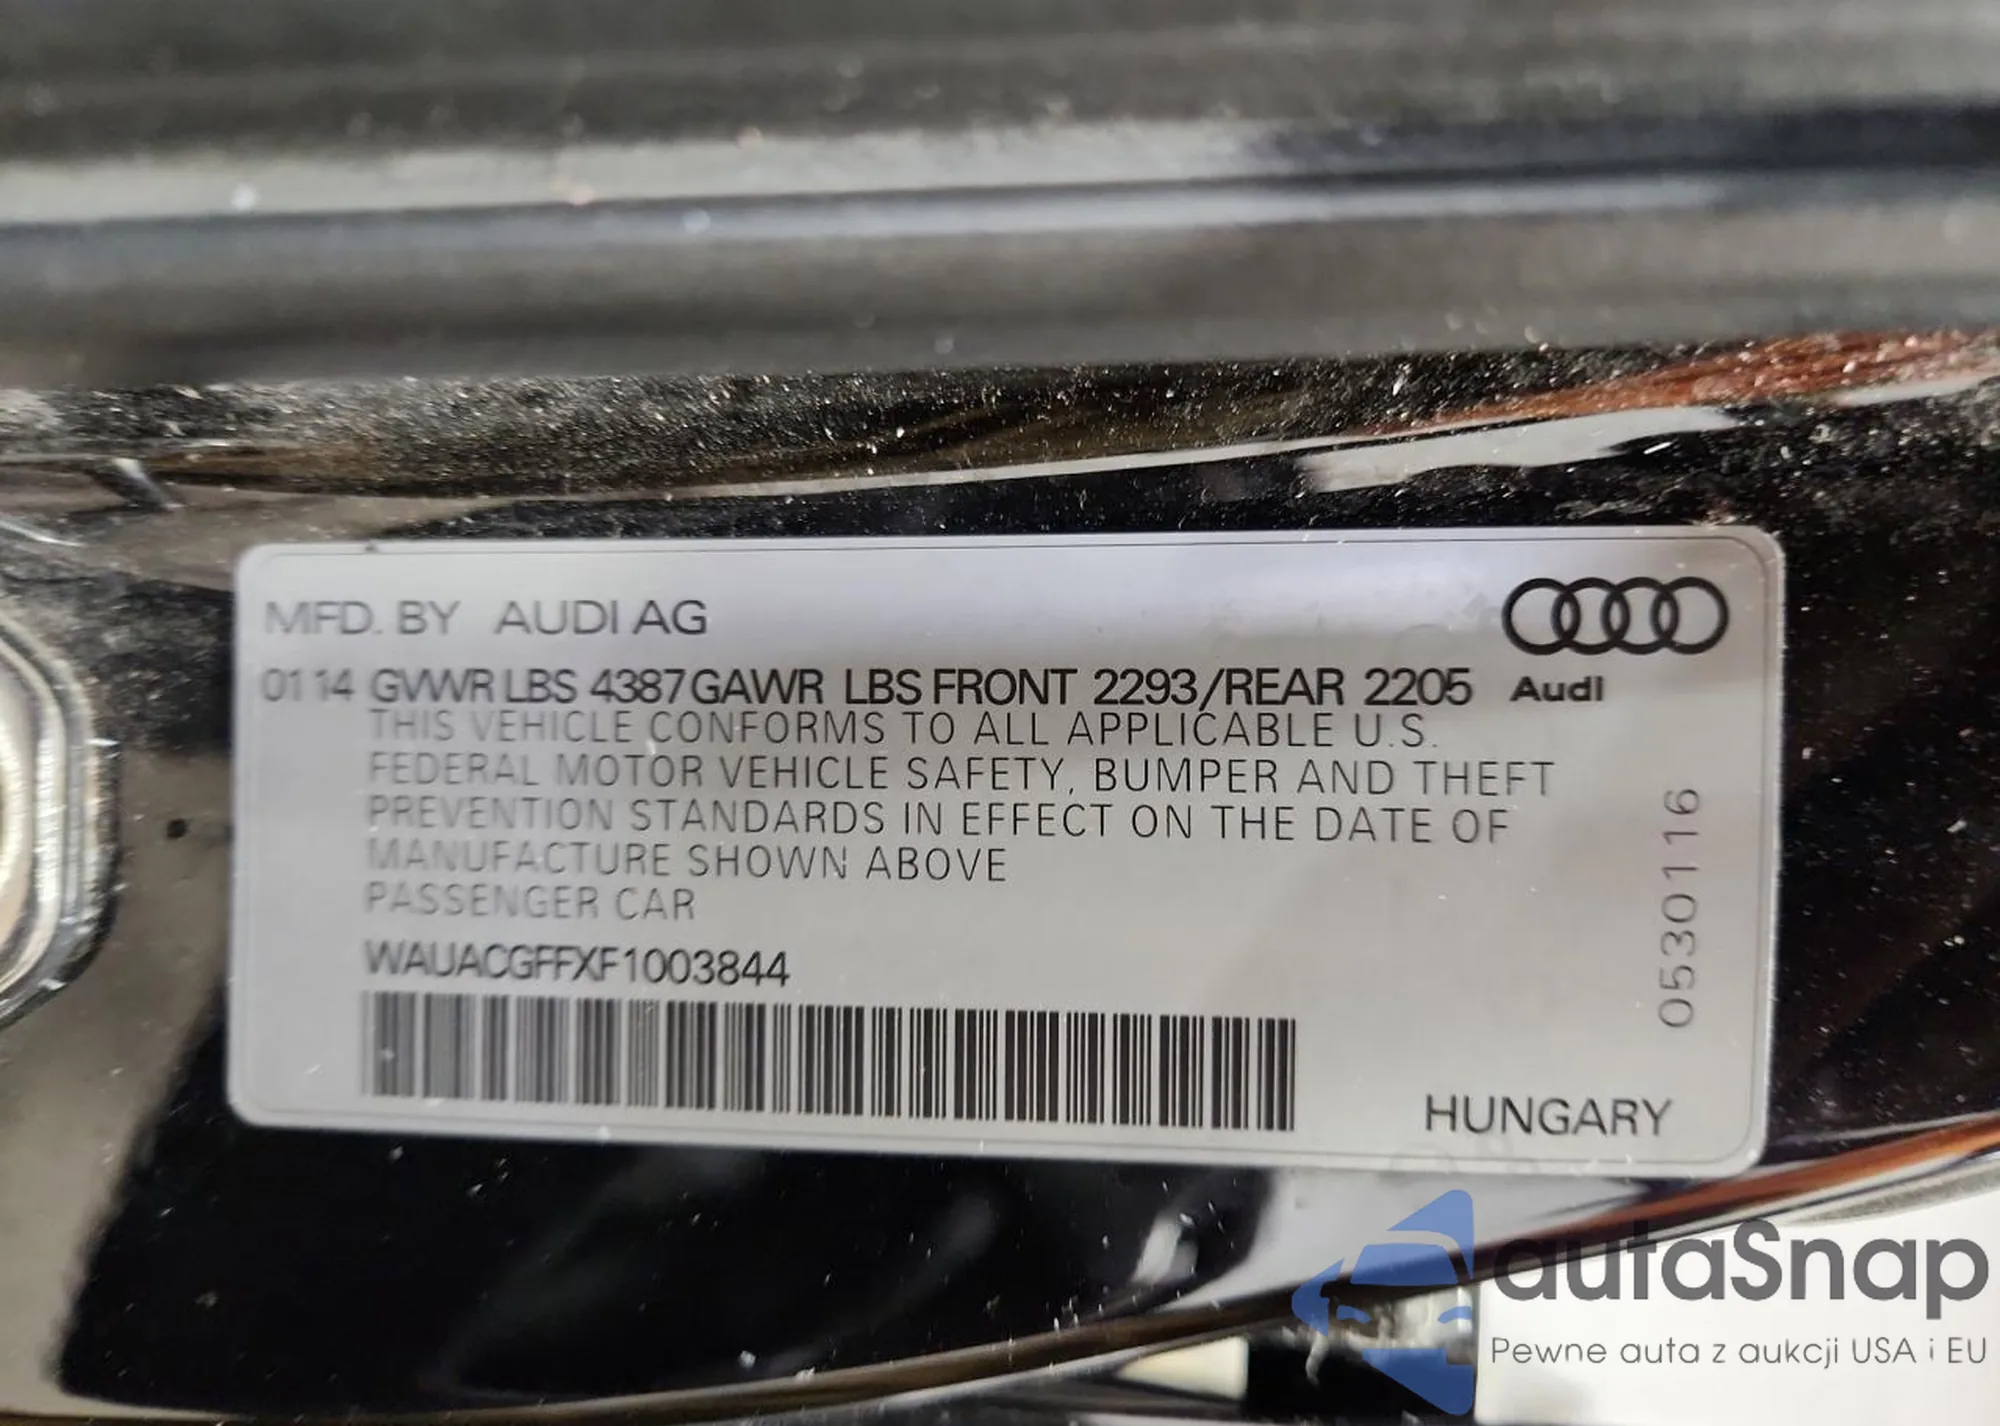 MFD. BY AUDI AG
0114 GVWR LBS 4387 GAWR LBS FRONT 2293/REAR 2205 Audi
THIS VEHICLE CONFORMS TO ALL APPLICABLE U.S.
FEDERAL MOTOR VEHICLE SAFETY, BUMPER AND THEFT
PREVENTION STANDARDS IN EFFECT ON THE DATE OF
MANUFACTURE SHOWN ABOVE
PASSENGER CAR
WAUACGFFXF1003844
0530116
HUNGARY
autaSnap
Pewne auta z aukcji USA i EU